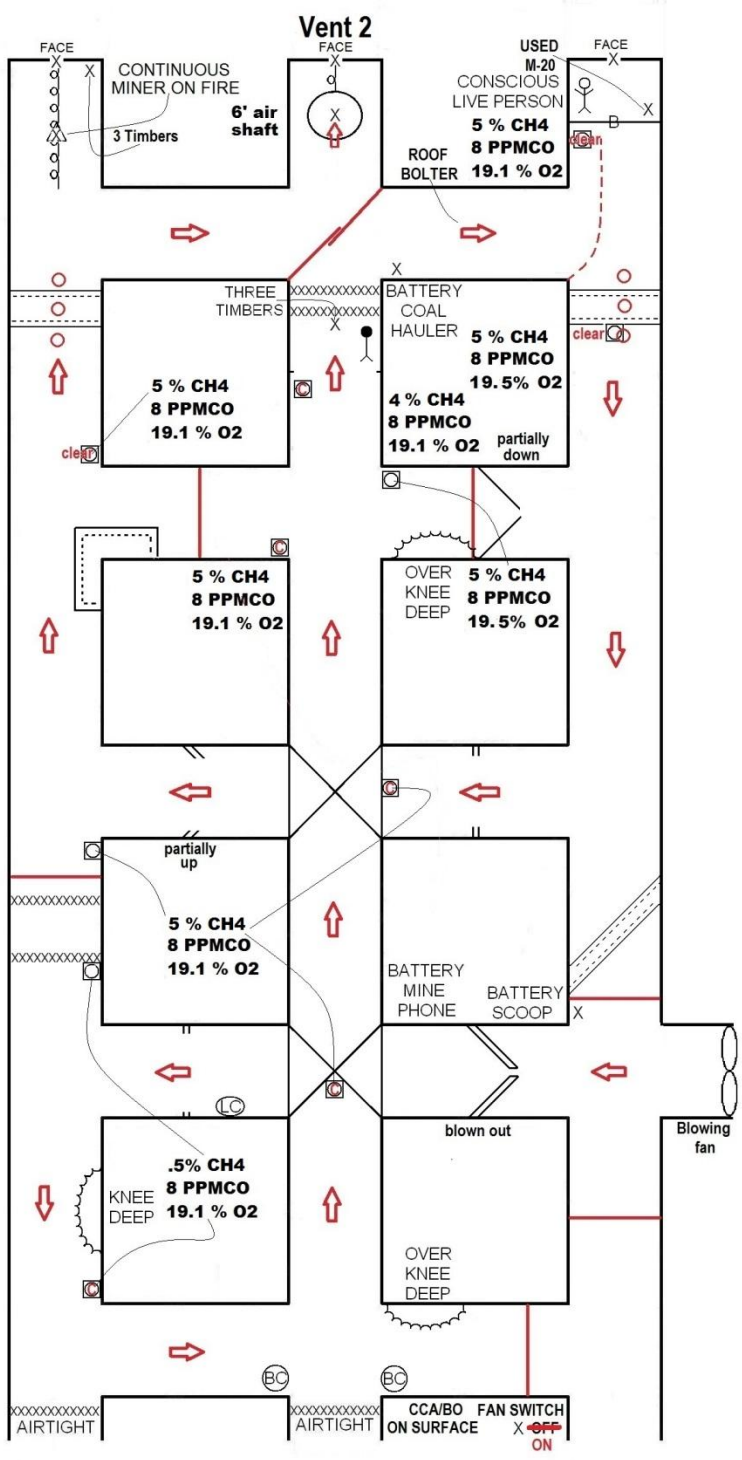 Vent 2
FACE
FACE
FACE
USED
M-20
CONTINUOUS
MINER ON FIRE
3 Timbers
6' air
shaft
X
X
X
X
X
CONSCIOUS
LIVE PERSON
5 % CH4
8 PPMCO
19.1 % O2
B
clear
ROOF
BOLTER
THREE
TIMBERS
X
X
BATTERY
COAL
HAULER
5 % CH4
8 PPMCO
19.5% O2
clear
5 % CH4
8 PPMCO
19.1 % O2
clear
C
4 % CH4
8 PPMCO
19.1 % O2
partially
down
C
5 % CH4
8 PPMCO
19.1 % O2
OVER
KNEE
DEEP
5 % CH4
8 PPMCO
19.5% O2
C
partially
up
5 % CH4
8 PPMCO
19.1 % O2
BATTERY
MINE
PHONE
BATTERY
SCOOP
X
C
LC
blown out
Blowing
fan
KNEE
DEEP
.5% CH4
8 PPMCO
19.1 % O2
C
OVER
KNEE
DEEP
BC
BC
AIRTIGHT
AIRTIGHT
CCA/BO
ON SURFACE
FAN SWITCH
X OFF
ON